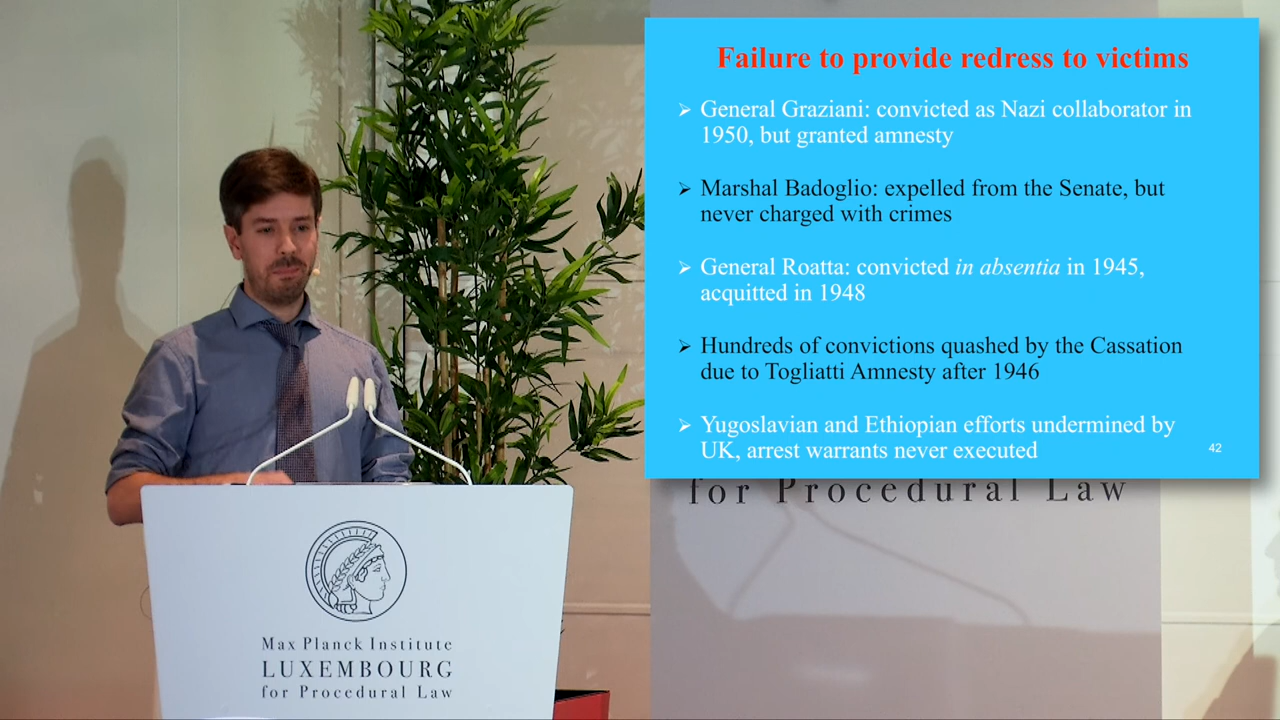 Failure to provide redress to victims
➢ General Graziani: convicted as Nazi collaborator in
1950, but granted amnesty
➢ Marshal Badoglio: expelled from the Senate, but
never charged with crimes
➢ General Roatta: convicted in absentia in 1945,
acquitted in 1948
➢ Hundreds of convictions quashed by the Cassation
due to Togliatti Amnesty after 1946
➢ Yugoslavian and Ethiopian efforts undermined by
UK, arrest warrants never executed
42
for Procedural Law
Max Planck Institute
LUXEMBOURG
for Procedural Law